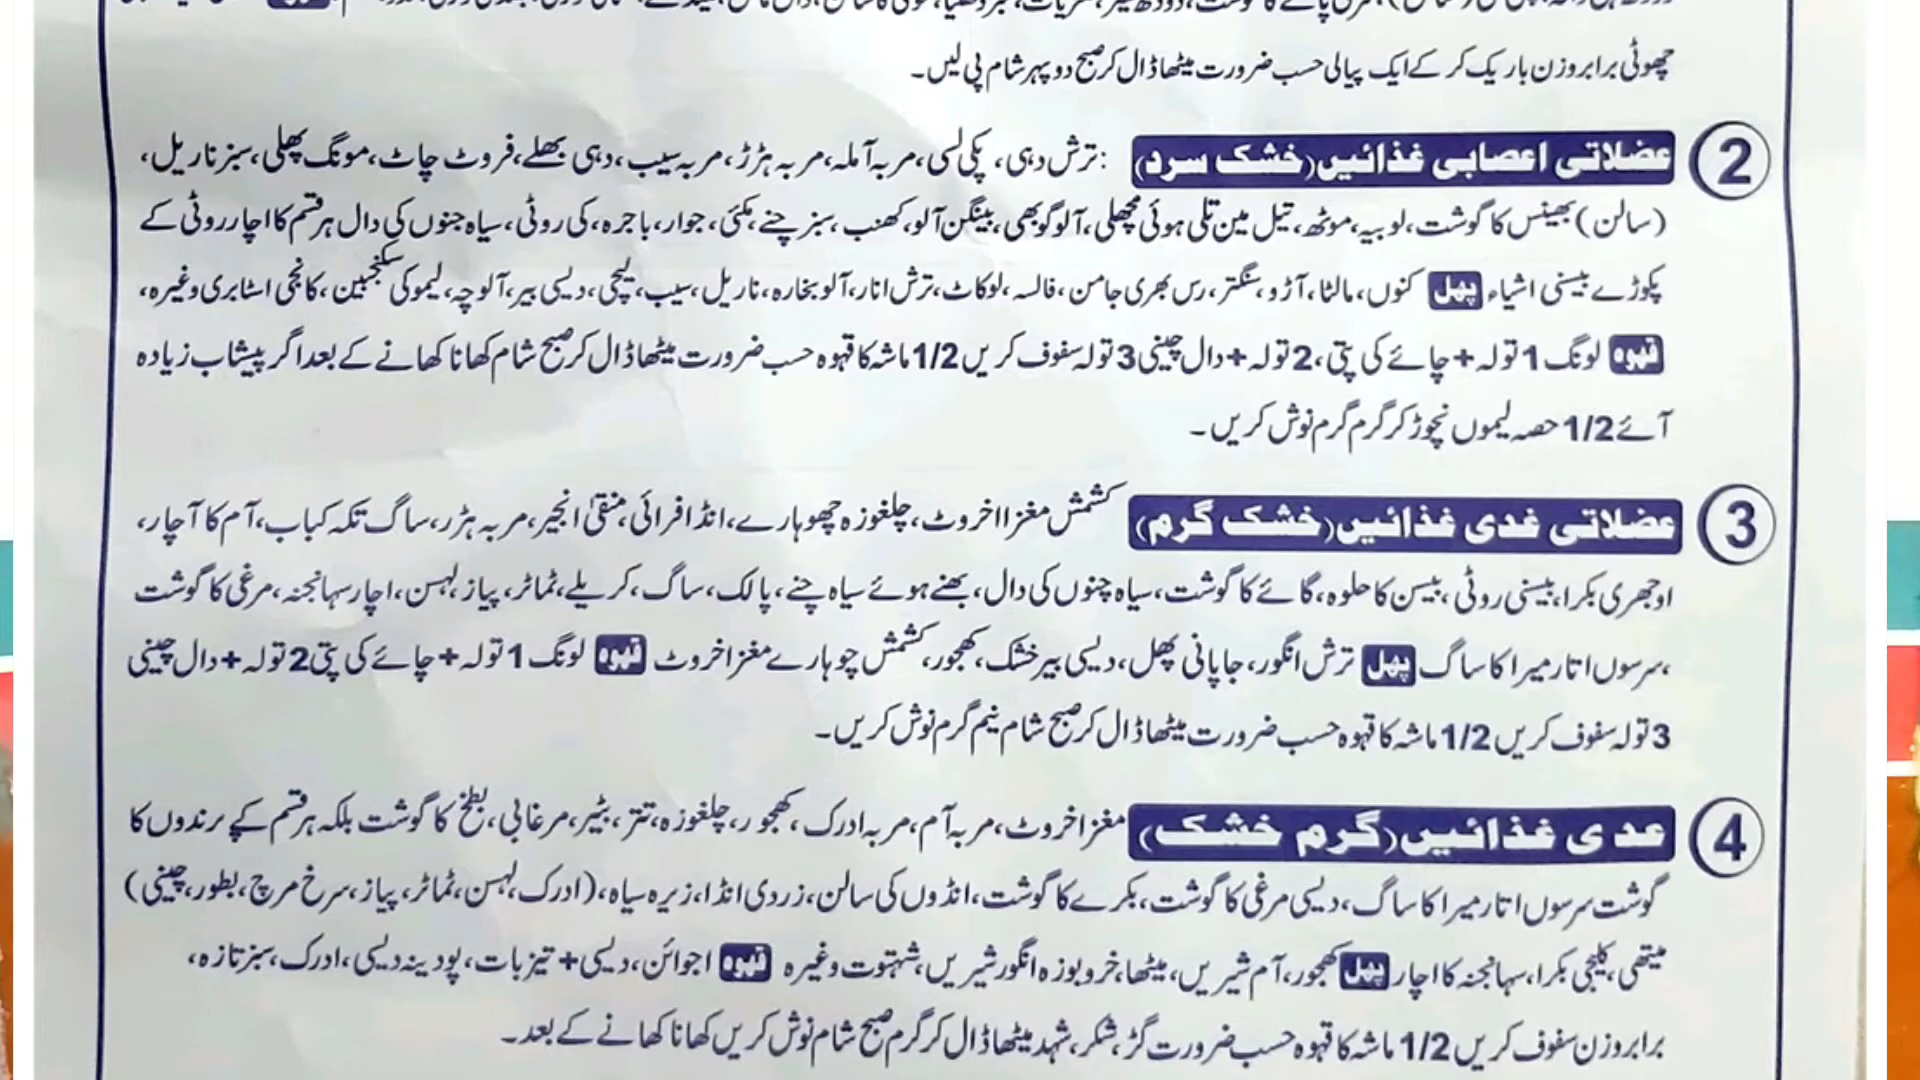 چھوٹی برابر وزن باریک کر کے ایک پیالی حسب ضرورت میٹھا ڈال کر صبح دوپہر شام پی لیں۔
2 عضلاتی اعصابی غذائیں (خشک سرد) : ترش دہی، پکی لسی، مربہ آملہ، مربہ ہڑڑ، مربہ سیب، دہی بھلے، فروٹ چاٹ، مونگ پھلی، سبز ناریل،
(سالن) بھینس کا گوشت، لوبیہ، موٹھ، تیل مین تلی ہوئی مچھلی، آلو گوبھی، بینگن آلو، کھنب، سبز چنے، مکئی، جوار، باجرہ، کی روٹی، سیاہ چنوں کی دال ہر قسم کا اچار روٹی کے
پکوڑے بیسنی اشیاء پھل کنوں، مالٹا، آڑو، سنگتر، رس بھری جامن، فالسہ، لوکاٹ، ترش انار، آلو بخارہ، ناریل، سیب، لیچی، دیسی بیر، آلوچہ، لیمو کی سکنجبین، کانجی اسٹابری وغیرہ،
قہوہ لونگ 1 تولہ + چائے کی پتی، 2 تولہ + دال چینی 3 تولہ سفوف کریں 1/2 ماشہ کا قہوہ حسب ضرورت میٹھا ڈال کر صبح شام کھانا کھانے کے بعد اگر پیشاب زیادہ
آئے 1/2 حصہ لیموں نچوڑ کر گرم گرم نوش کریں۔
3 عضلاتی غدی غذائیں (خشک گرم) کشمش مغز ااخروٹ، چلغوزہ چھوہارے، انڈا فرائی، منقیٰ انجیر، مربہ ہڑر، ساگ تکہ کباب، آم کا آچار،
اوجھری بکرا، بیسنی روٹی، بیسن کا حلوہ، گائے کا گوشت، سیاہ چنوں کی دال، بھنے ہوئے سیاہ چنے، پالک، ساگ، کریلے، ٹماٹر، پیاز، لہسن، اچار سہانجنہ، مرغی کا گوشت
،سرسوں اتار میرا کا ساگ پھل ترش انگور، جاپانی پھل، دیسی بیر خشک، کھجور، کشمش چوہارے مغز اخروٹ قہوہ لونگ 1 تولہ + چائے کی پتی 2 تولہ + دال چینی
3 تولہ سفوف کریں 1/2 ماشہ کا قہوہ حسب ضرورت میٹھا ڈال کر صبح شام نیم گرم نوش کریں۔
4 عدی غذائیں (گرم خشک) مغز اخروٹ، مربہ آم، مربہ ادرک، کھجور، چلغوزہ، تتر، بٹیر، مرغابی، بطخ کا گوشت بلکہ ہر قسم کے پرندوں کا
گوشت سرسوں اتار میرا کا ساگ، دیسی مرغی کا گوشت، بکرے کا گوشت، انڈوں کی سالن، زردی انڈا، زیرہ سیاہ، (ادرک، لہسن، ٹماٹر، پیاز، سرخ مرچ، بطور، چینی)
میتھی، کلیجی بکرا، سہانجنہ کا اچار پھل کھجور، آم شیریں، میٹھا، خروبوزہ انگور شیریں، شہتوت وغیرہ قہوہ اجوائن، دیسی + تیز پات، پودینہ دیسی، ادرک، سبز تازہ،
برابر وزن سفوف کریں 1/2 ماشہ کا قہوہ حسب ضرورت گڑ، شکر، شہد میٹھا ڈال کر گرم صبح شام نوش کریں کھانا کھانے کے بعد۔